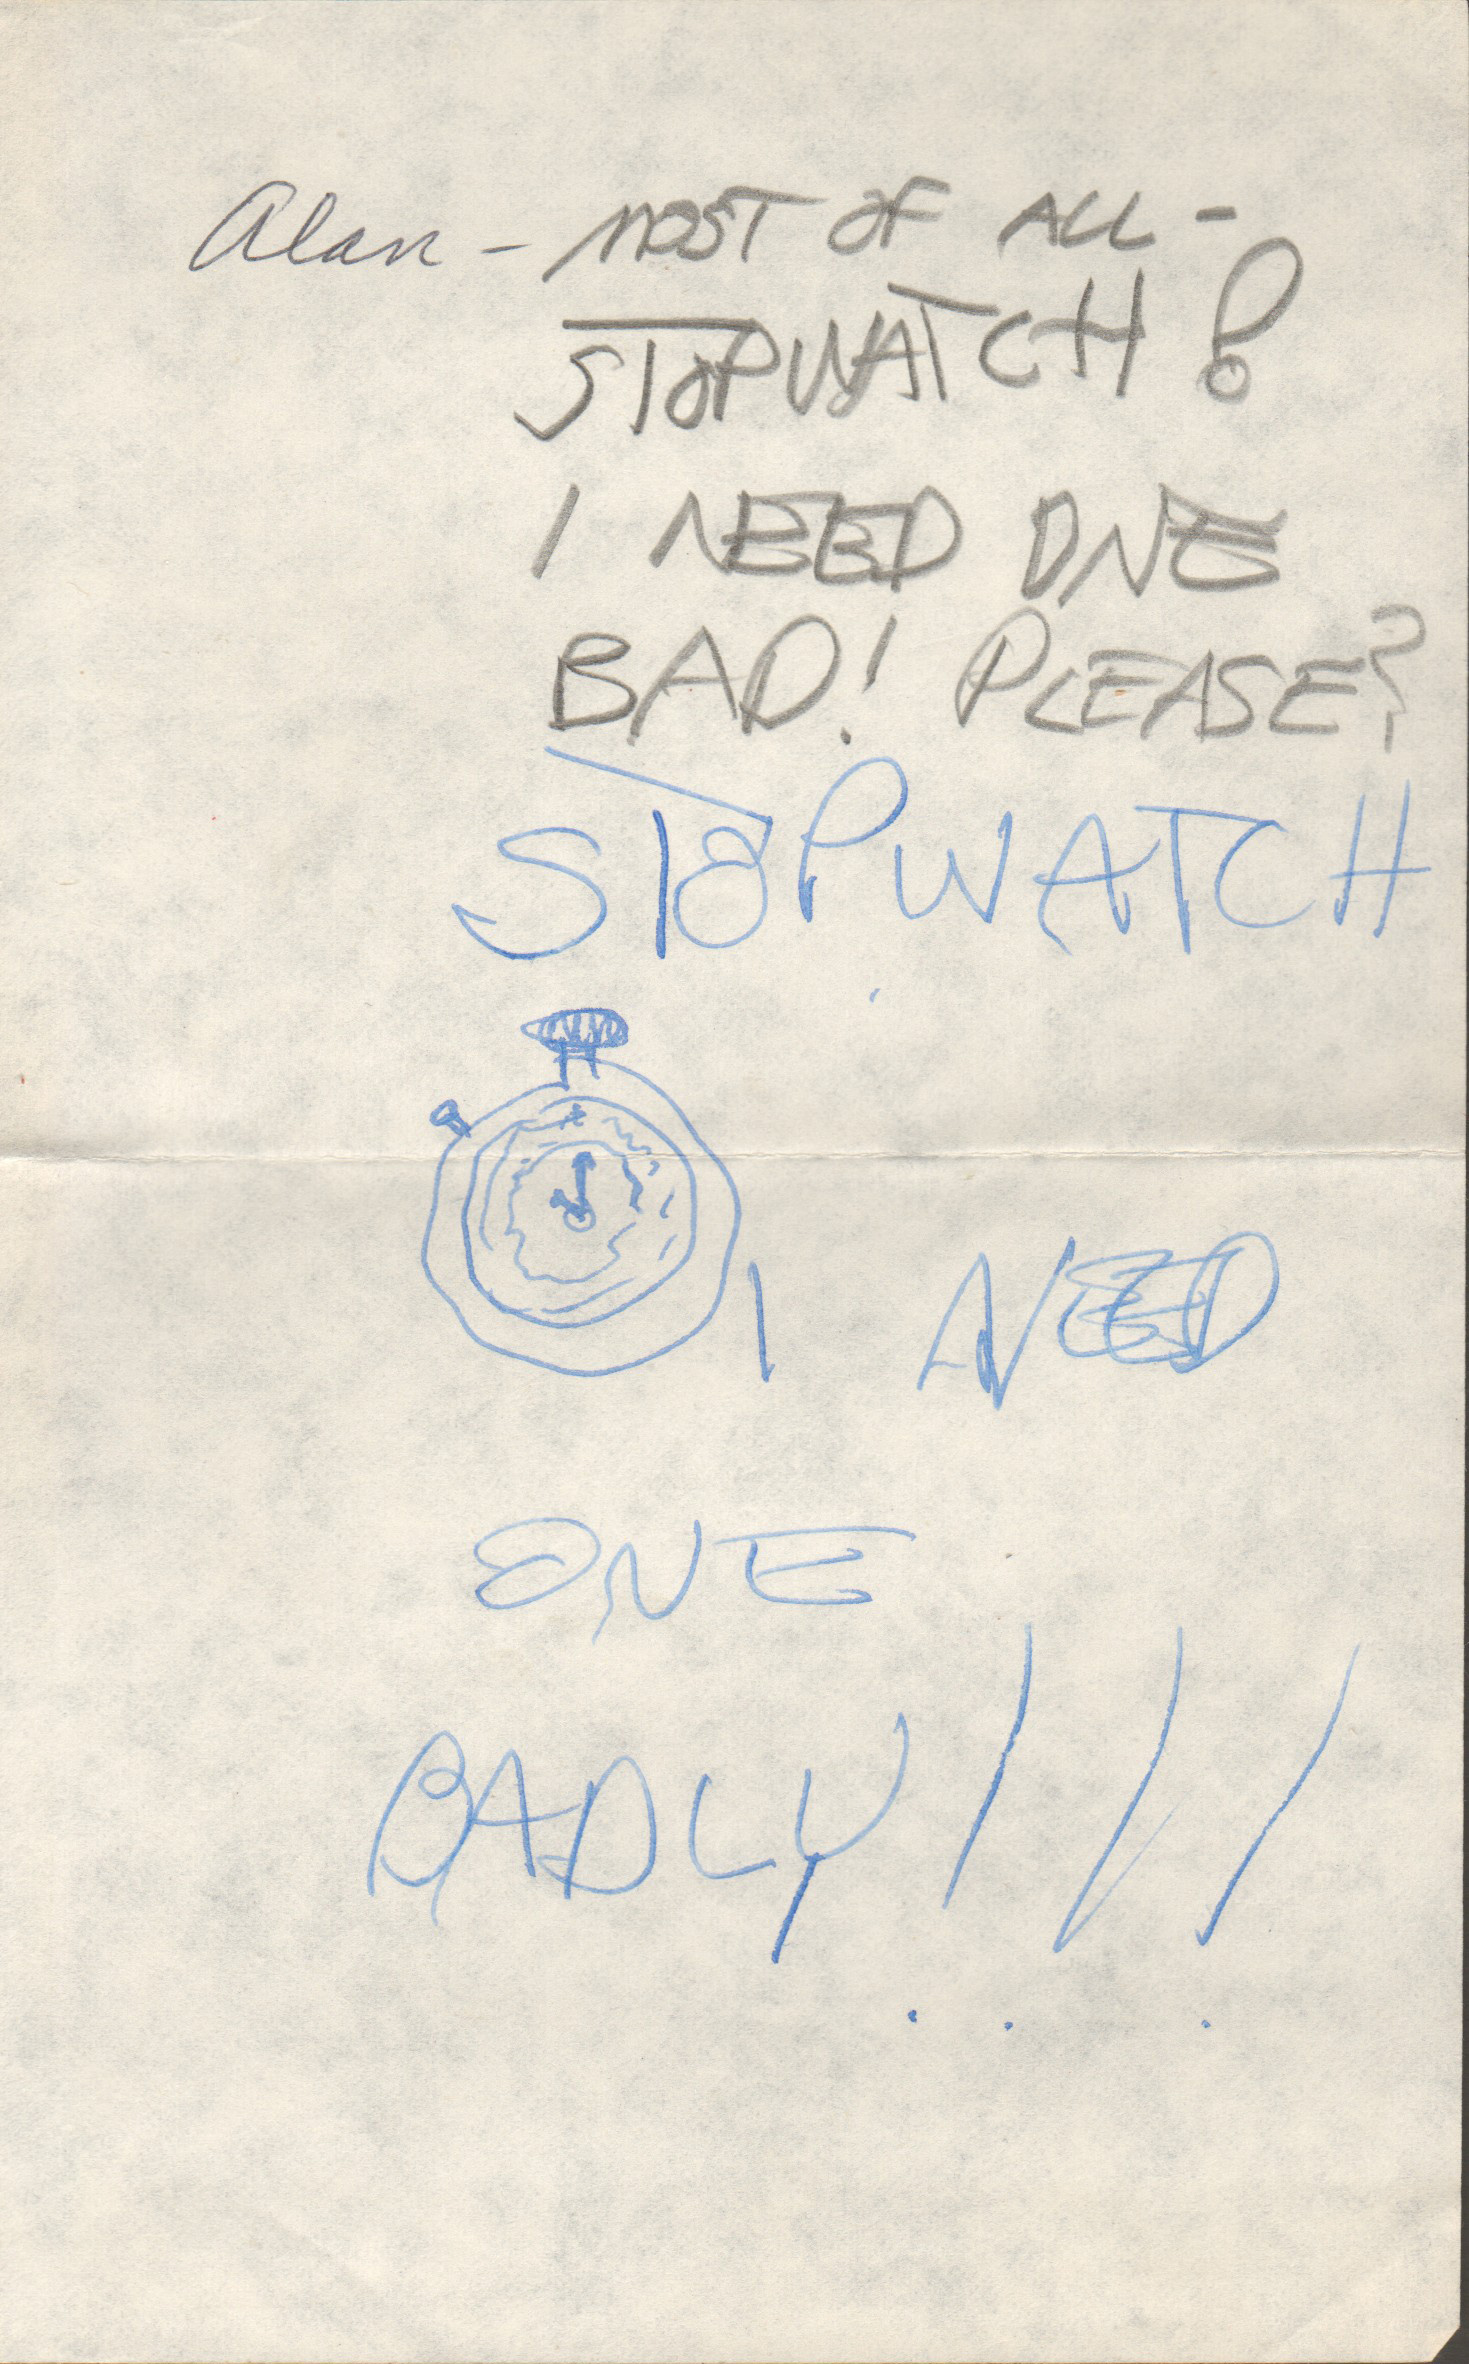 Alan - MOST OF ALL -
STOPWATCH!
I NEED ONE
BAD! PLEASE?
STOPWATCH
I NEED
ONE
BADLY!!!